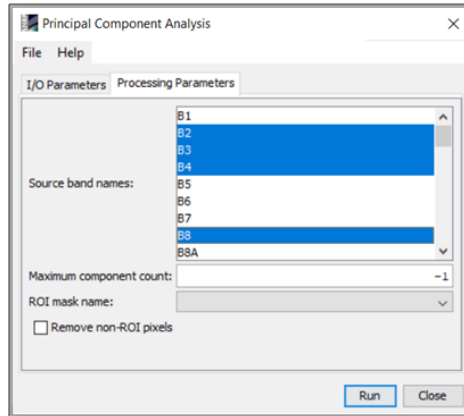 Principal Component Analysis
File Help
I/O Parameters Processing Parameters
Source band names:
B1
B2
B3
B4
B5
B6
B7
B8
B8A
Maximum component count: -1
ROI mask name:
Remove non-ROI pixels
Run Close